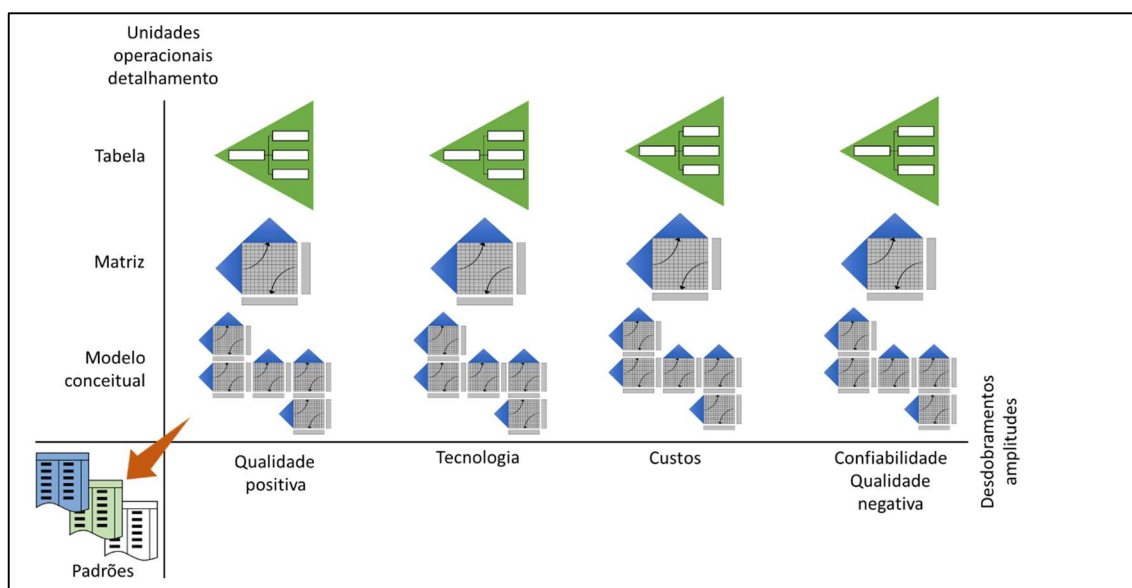 Unidades
operacionais
detalhamento
Tabela
Matriz
Modelo
conceitual
Qualidade
positiva
Tecnologia
Custos
Confiabilidade
Qualidade
negativa
Desdobramentos
amplitudes
Padrões